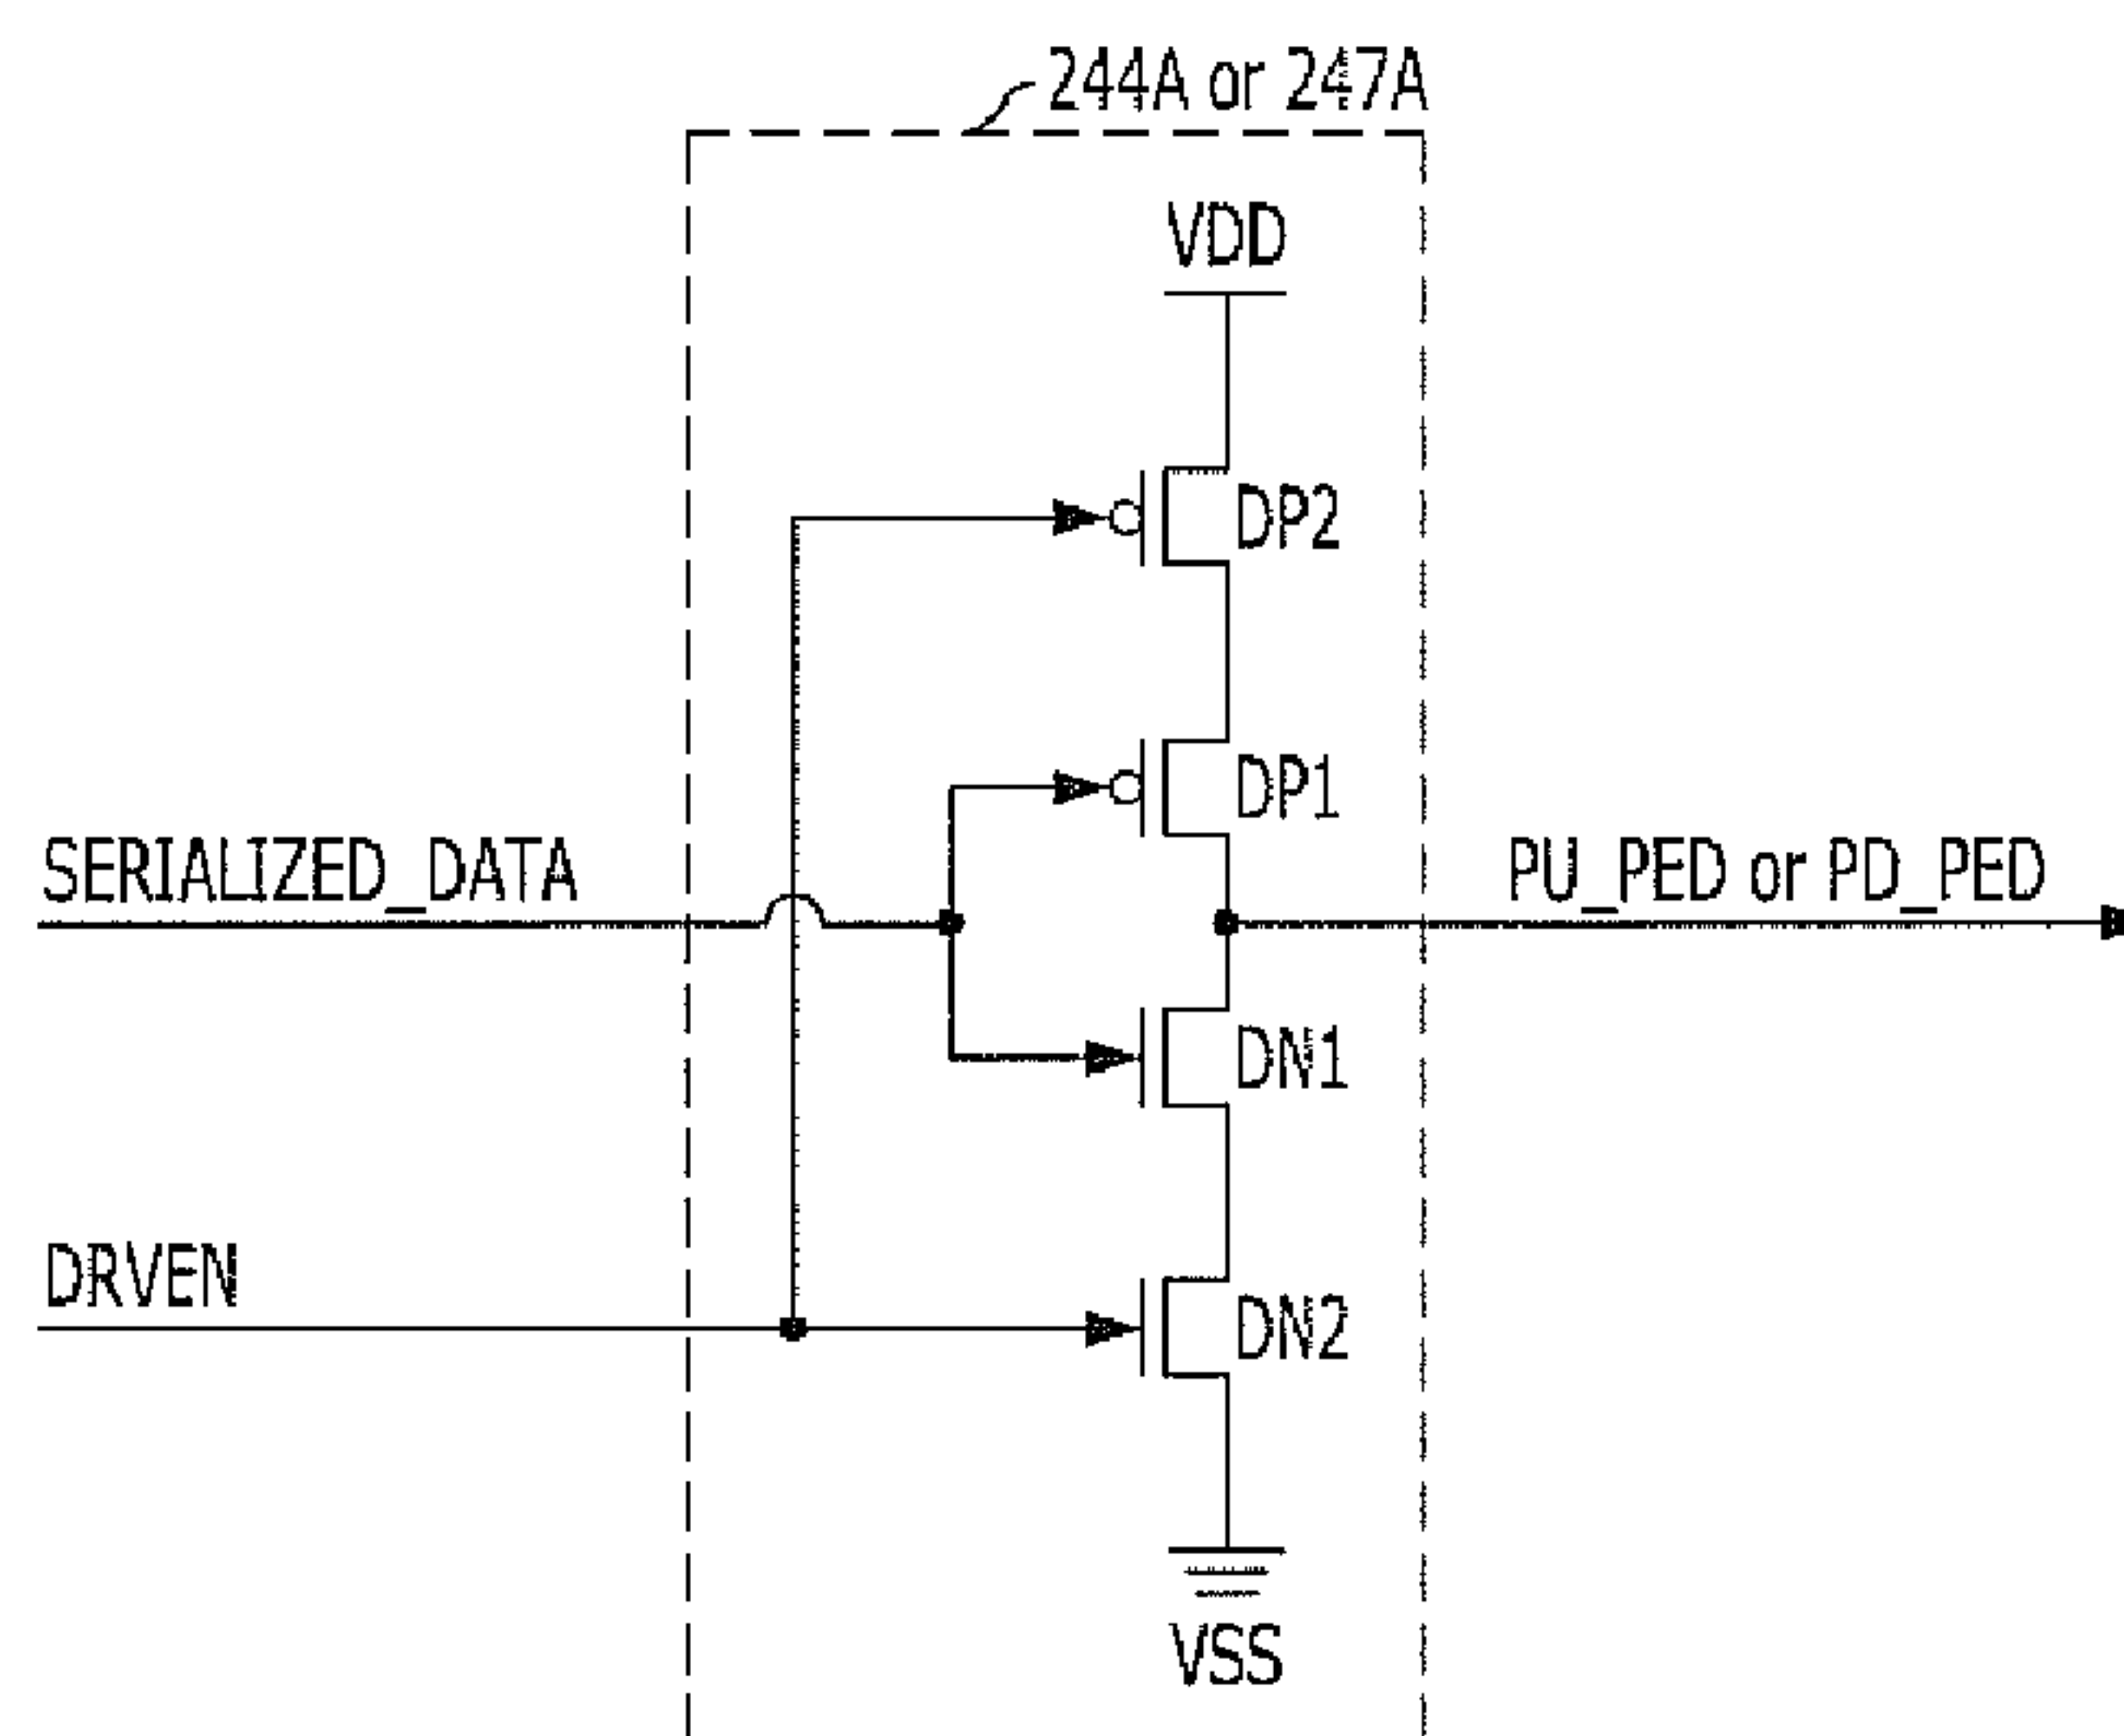 244A or 247A
VDD
DP2
DP1
SERIALIZED_DATA
PU_PED or PD_PED
DN1
DRVEN
DN2
VSS